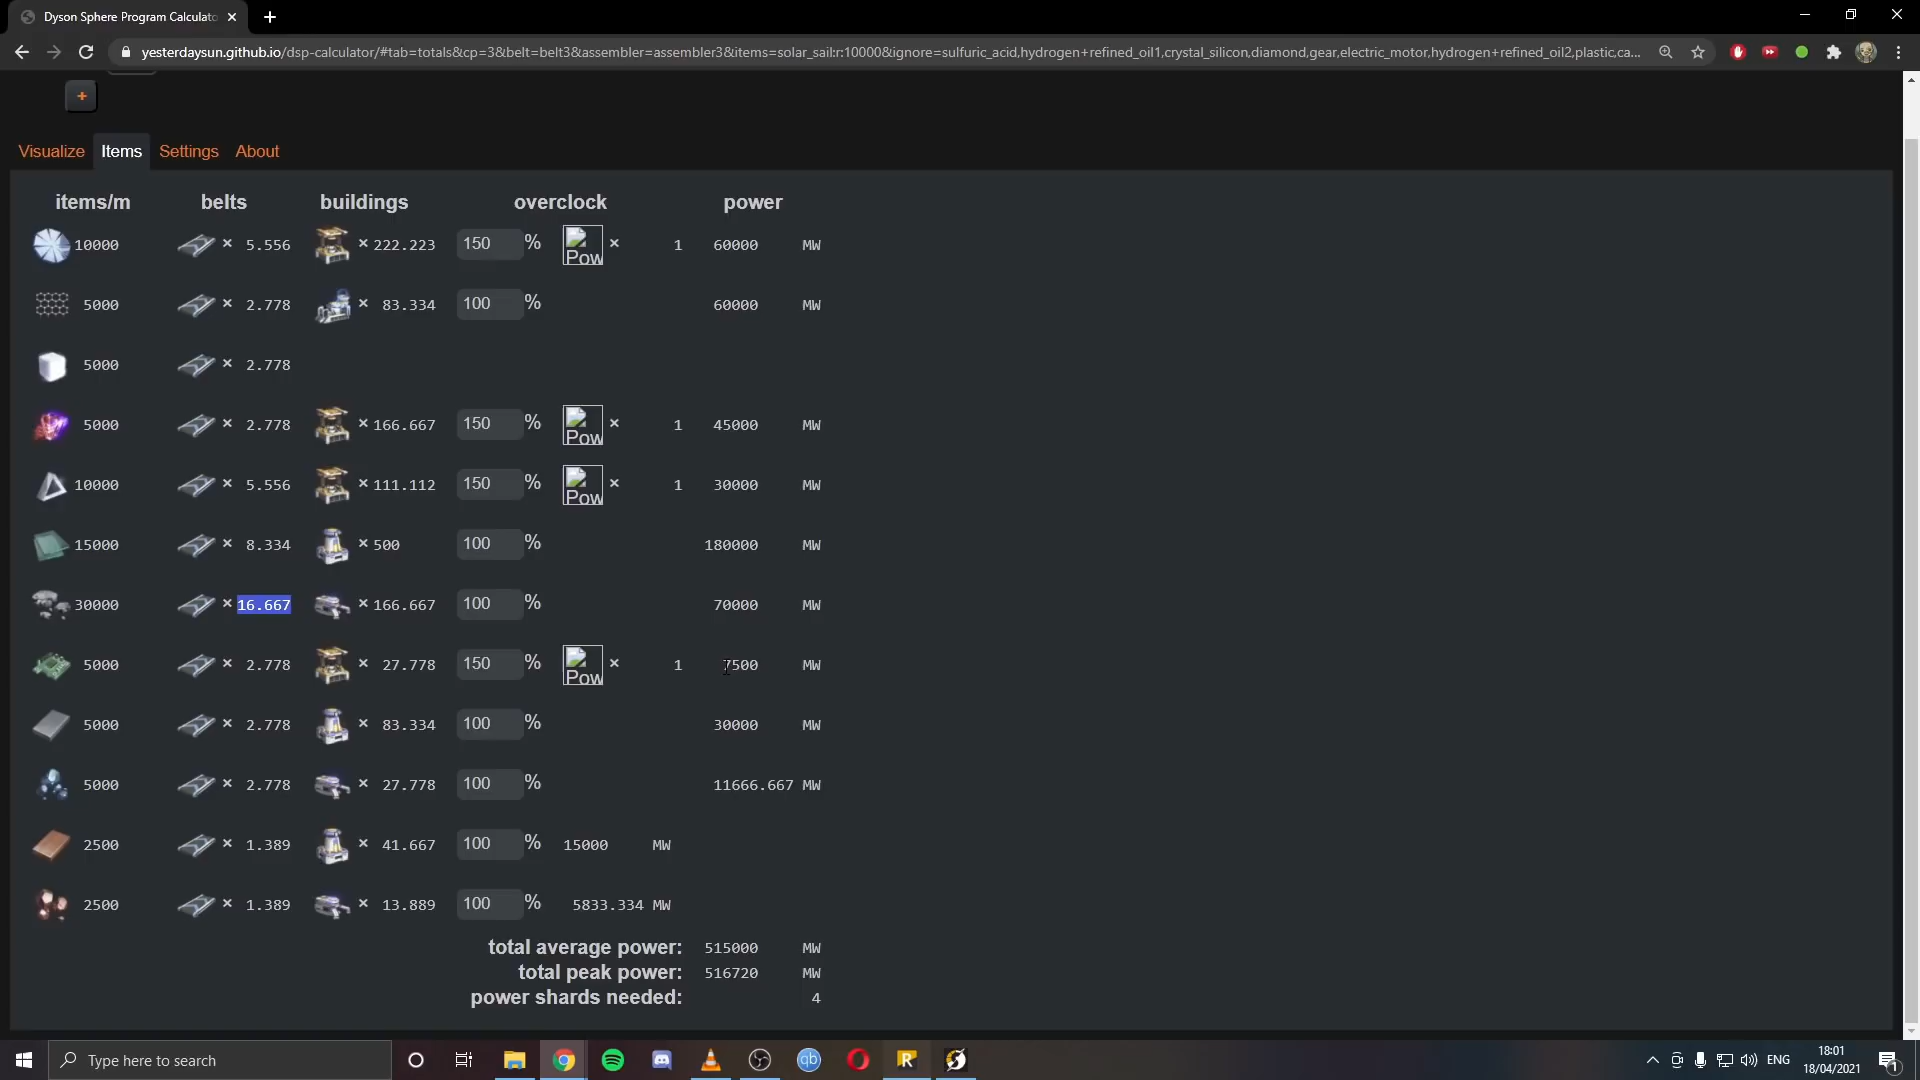 Dyson Sphere Program Calculato
yesterdaysun.github.io/dsp-calculator/#tab=totals&cp=3&belt=belt3&assembler=assembler3&items=solar_sail:r:10000&ignore=sulfuric_acid,hydrogen+refined_oil1,crystal_silicon,diamond,gear,electric_motor,hydrogen+refined_oil2,plastic,ca...
+
Visualize Items Settings About
items/m belts buildings overclock power
10000 × 5.556 × 222.223 150 % Pow × 1 60000 MW
5000 × 2.778 × 83.334 100 % 60000 MW
5000 × 2.778
5000 × 2.778 × 166.667 150 % Pow × 1 45000 MW
10000 × 5.556 × 111.112 150 % Pow × 1 30000 MW
15000 × 8.334 × 500 100 % 180000 MW
30000 × 16.667 × 166.667 100 % 70000 MW
5000 × 2.778 × 27.778 150 % Pow × 1 7500 MW
5000 × 2.778 × 83.334 100 % 30000 MW
5000 × 2.778 × 27.778 100 % 11666.667 MW
2500 × 1.389 × 41.667 100 % 15000 MW
2500 × 1.389 × 13.889 100 % 5833.334 MW
total average power: 515000 MW
total peak power: 516720 MW
power shards needed: 4
Type here to search
ENG
18:01
18/04/2021